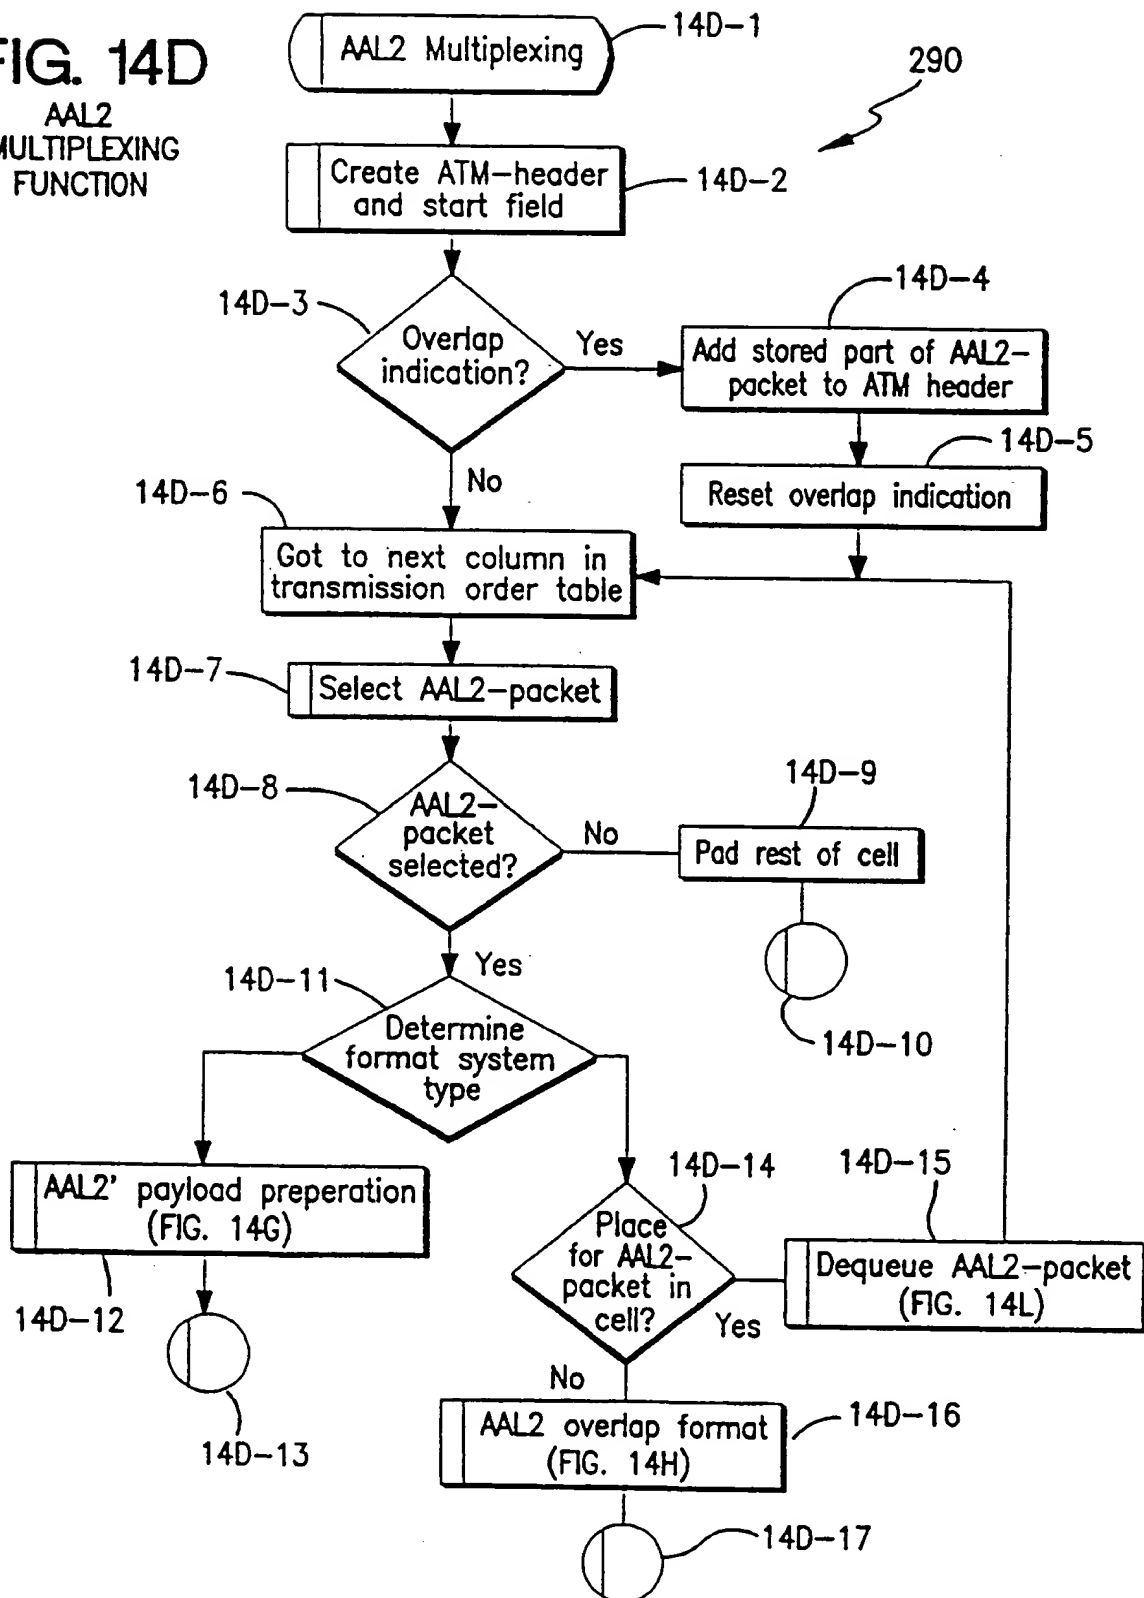 FIG. 14D
AAL2
MULTIPLEXING
FUNCTION
AAL2 Multiplexing
14D-1
290
Create ATM-header
and start field
14D-2
14D-3
Overlap
indication?
Yes
No
14D-4
Add stored part of AAL2-
packet to ATM header
14D-5
Reset overlap indication
14D-6
Got to next column in
transmission order table
14D-7
Select AAL2-packet
14D-8
AAL2-
packet
selected?
No
Yes
14D-9
Pad rest of cell
14D-10
14D-11
Determine
format system
type
AAL2' payload preperation
(FIG. 14G)
14D-12
14D-13
14D-14
Place
for AAL2-
packet in
cell?
Yes
No
14D-15
Dequeue AAL2-packet
(FIG. 14L)
AAL2 overlap format
(FIG. 14H)
14D-16
14D-17